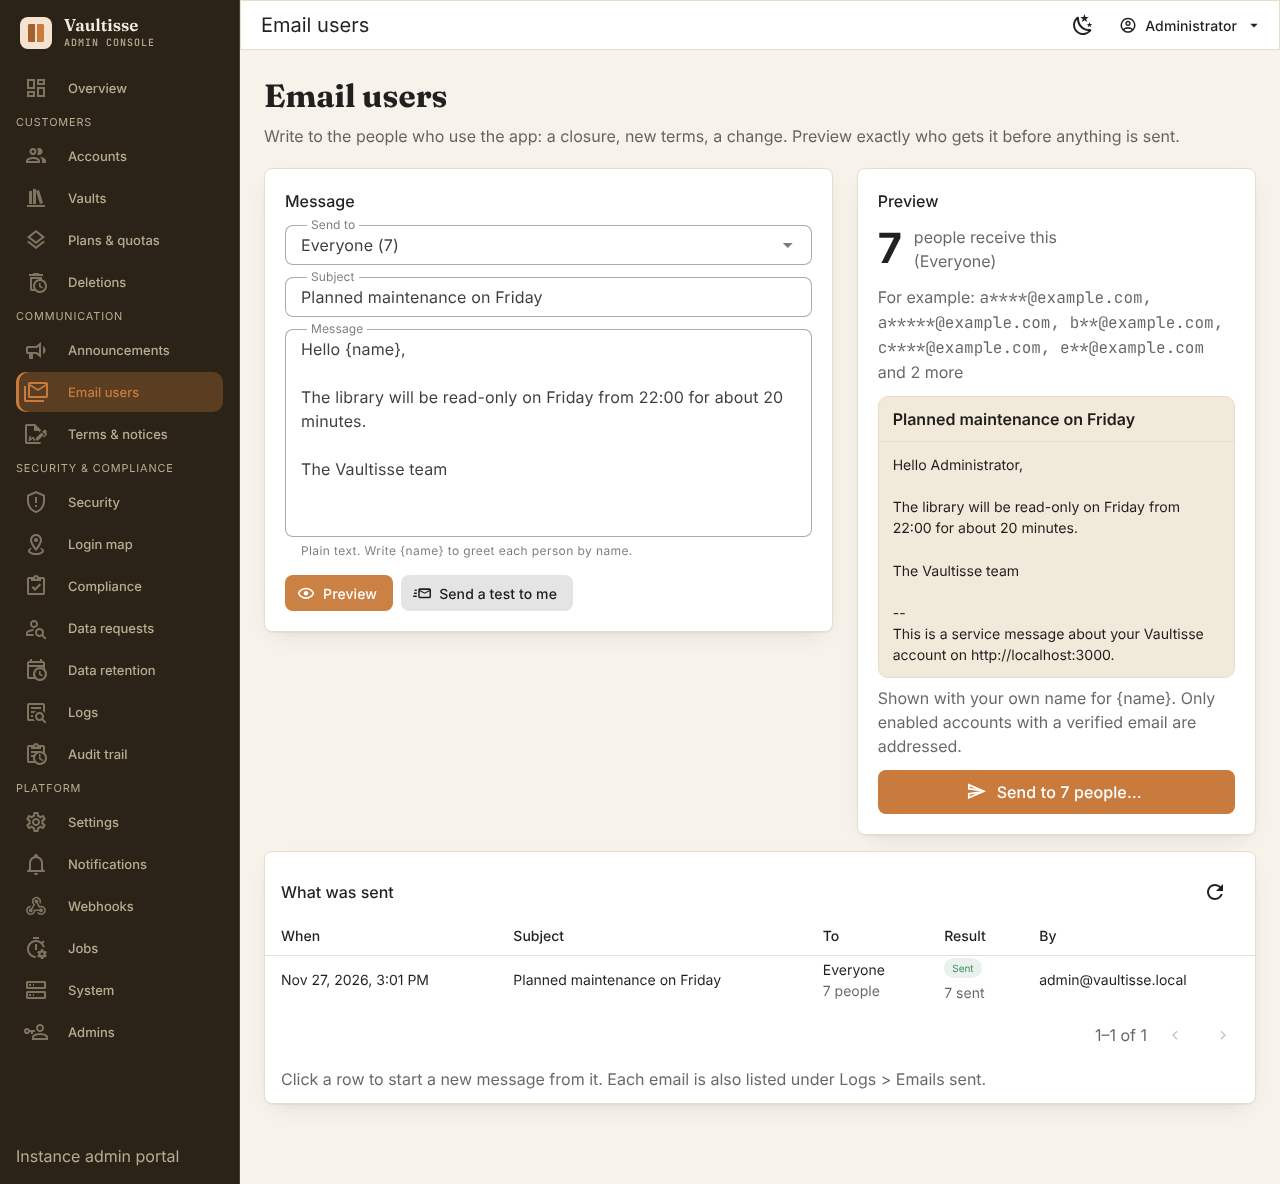 Vaultisse
ADMIN CONSOLE
Overview
CUSTOMERS
Accounts
Vaults
Plans & quotas
Deletions
COMMUNICATION
Announcements
Email users
Terms & notices
SECURITY & COMPLIANCE
Security
Login map
Compliance
Data requests
Data retention
Logs
Audit trail
PLATFORM
Settings
Notifications
Webhooks
Jobs
System
Admins
Instance admin portal
Email users
Administrator
Email users
Write to the people who use the app: a closure, new terms, a change. Preview exactly who gets it before anything is sent.
Message
Send to
Everyone (7)
Subject
Planned maintenance on Friday
Message
Hello {name},
The library will be read-only on Friday from 22:00 for about 20
minutes.
The Vaultisse team
Plain text. Write {name} to greet each person by name.
Preview
Send a test to me
Preview
7 people receive this
(Everyone)
For example: a****@example.com,
a*****@example.com, b**@example.com,
c****@example.com, e**@example.com
and 2 more
Planned maintenance on Friday
Hello Administrator,
The library will be read-only on Friday from
22:00 for about 20 minutes.
The Vaultisse team
--
This is a service message about your Vaultisse
account on http://localhost:3000.
Shown with your own name for {name}. Only
enabled accounts with a verified email are
addressed.
Send to 7 people...
What was sent
When Subject To Result By
Nov 27, 2026, 3:01 PM Planned maintenance on Friday Everyone Sent admin@vaultisse.local
7 people 7 sent
1–1 of 1
Click a row to start a new message from it. Each email is also listed under Logs > Emails sent.